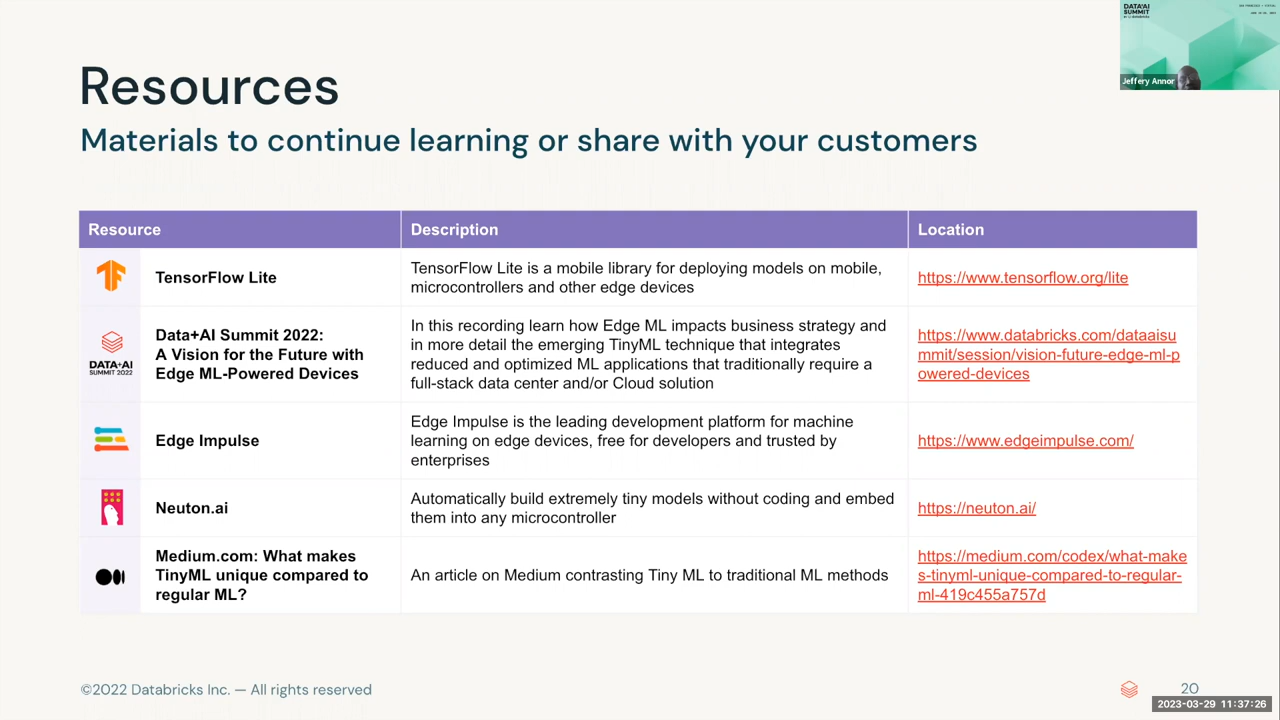 DATA+AI
SUMMIT
Jeffery Annor
Resources
Materials to continue learning or share with your customers
Resource
Description
Location
TensorFlow Lite
TensorFlow Lite is a mobile library for deploying models on mobile,
microcontrollers and other edge devices
https://www.tensorflow.org/lite
DATA+AI
SUMMIT 2022
Data+AI Summit 2022:
A Vision for the Future with
Edge ML-Powered Devices
In this recording learn how Edge ML impacts business strategy and
in more detail the emerging TinyML technique that integrates
reduced and optimized ML applications that traditionally require a
full-stack data center and/or Cloud solution
https://www.databricks.com/dataaisu
mmit/session/vision-future-edge-ml-p
owered-devices
Edge Impulse
Edge Impulse is the leading development platform for machine
learning on edge devices, free for developers and trusted by
enterprises
https://www.edgeimpulse.com/
Neuton.ai
Automatically build extremely tiny models without coding and embed
them into any microcontroller
https://neuton.ai/
Medium.com: What makes
TinyML unique compared to
regular ML?
An article on Medium contrasting Tiny ML to traditional ML methods
https://medium.com/codex/what-make
s-tinyml-unique-compared-to-regular-
ml-419c455a757d
©2022 Databricks Inc. — All rights reserved
20
2023-03-29 11:37:26